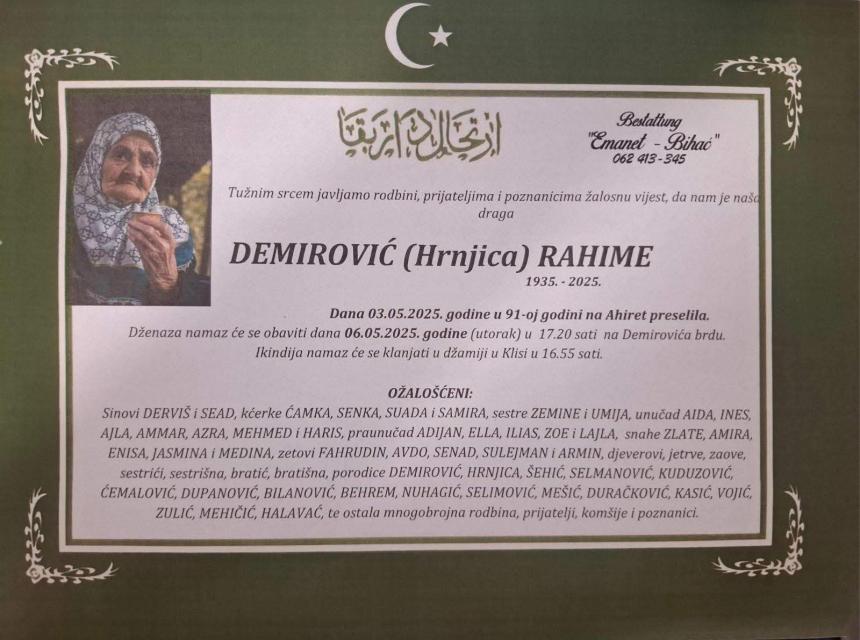 Bestattung
"Emanet - Bihać"
062 413-345
Tužnim srcem javljamo rodbini, prijateljima i poznanicima žalosnu vijest, da nam je naša
draga
DEMIROVIĆ (Hrnjica) RAHIME
1935. - 2025.
Dana 03.05.2025. godine u 91-oj godini na Ahiret preselila.
Dženaza namaz će se obaviti dana 06.05.2025. godine (utorak) u 17.20 sati na Demirovića brdu.
Ikindija namaz će se klanjati u džamiji u Klisi u 16.55 sati.
OŽALOŠĆENI:
Sinovi DERVIŠ i SEAD, kćerke ĆAMKA, SENKA, SUADA i SAMIRA, sestre ZEMINE i UMIJA, unučad AIDA, INES,
AJLA, AMMAR, AZRA, MEHMED i HARIS, praunučad ADIJAN, ELLA, ILIAS, ZOE i LAJLA, snahe ZLATE, AMIRA,
ENISA, JASMINA i MEDINA, zetovi FAHRUDIN, AVDO, SENAD, SULEJMAN i ARMIN, djeverovi, jetrve, zaove,
sestrići, sestrišna, bratić, bratišna, porodice DEMIROVIĆ, HRNJICA, ŠEHIĆ, SELMANOVIĆ, KUDUZOVIĆ,
ĆEMALOVIĆ, DUPANOVIĆ, BILANOVIĆ, BEHREM, NUHAGIĆ, SELIMOVIĆ, MEŠIĆ, DURAČKOVIĆ, KASIĆ, VOJIĆ,
ZULIĆ, MEHIČIĆ, HALAVAĆ, te ostala mnogobrojna rodbina, prijatelji, komšije i poznanici.